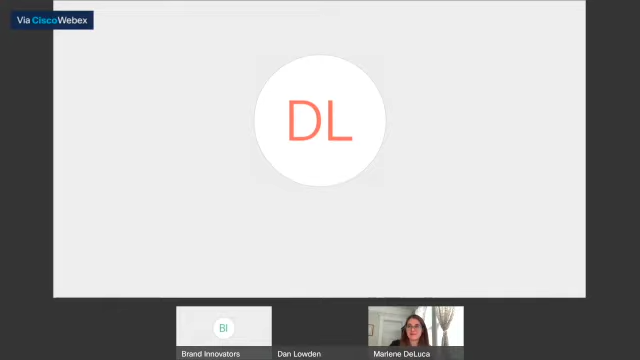 Via CiscoWebex
DL
BI
Brand Innovators
Dan Lowden
Marlene DeLuca